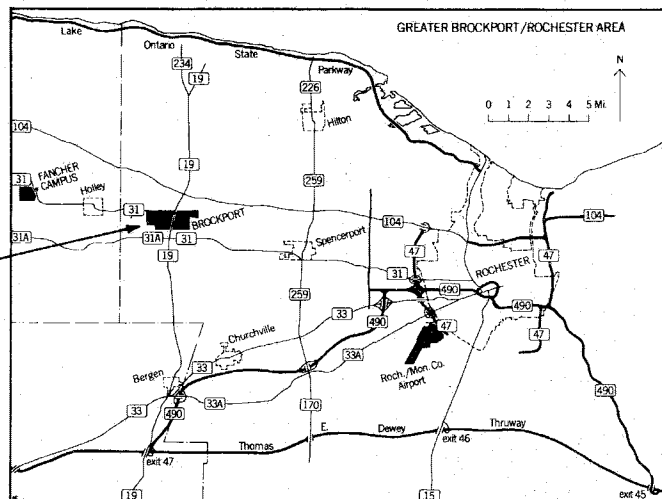 GREATER BROCKPORT/ROCHESTER AREA
Lake Ontario State Parkway
N
0 1 2 3 4 5 Mi.
234
19
226
Hilton
104
19
259
31
FANCHER
CAMPUS
Holley
31
BROCKPORT
104
104
31A
31A
31
19
Spencerport
47
47
31
ROCHESTER
259
490
490
33
490
47
47
Churchville
33A
Roch./Mon. Co.
Airport
Bergen
33
490
33
33A
170
490
Thomas E. Dewey Thruway
exit 47
exit 46
exit 45
19
15